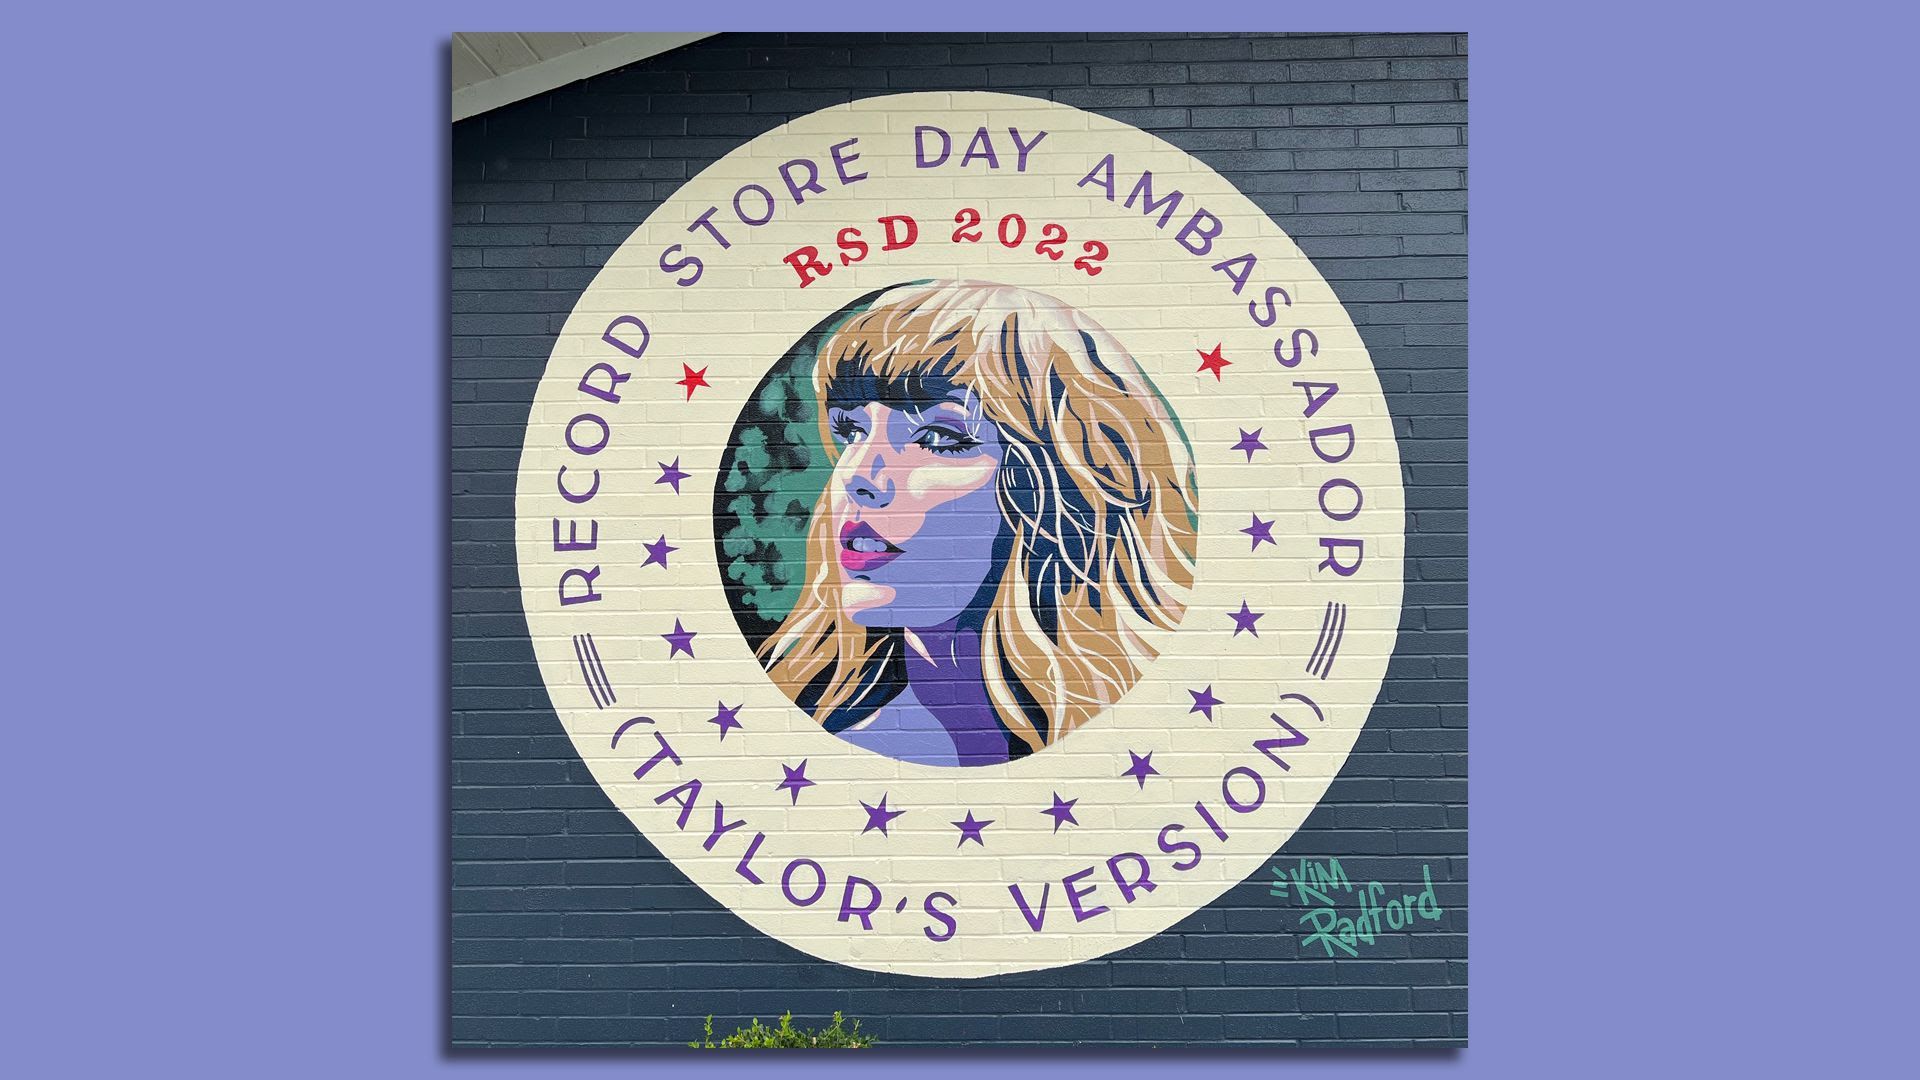 RECORD STORE DAY AMBASSADOR
RSD 2022
(TAYLOR'S VERSION)
KiM
Radford